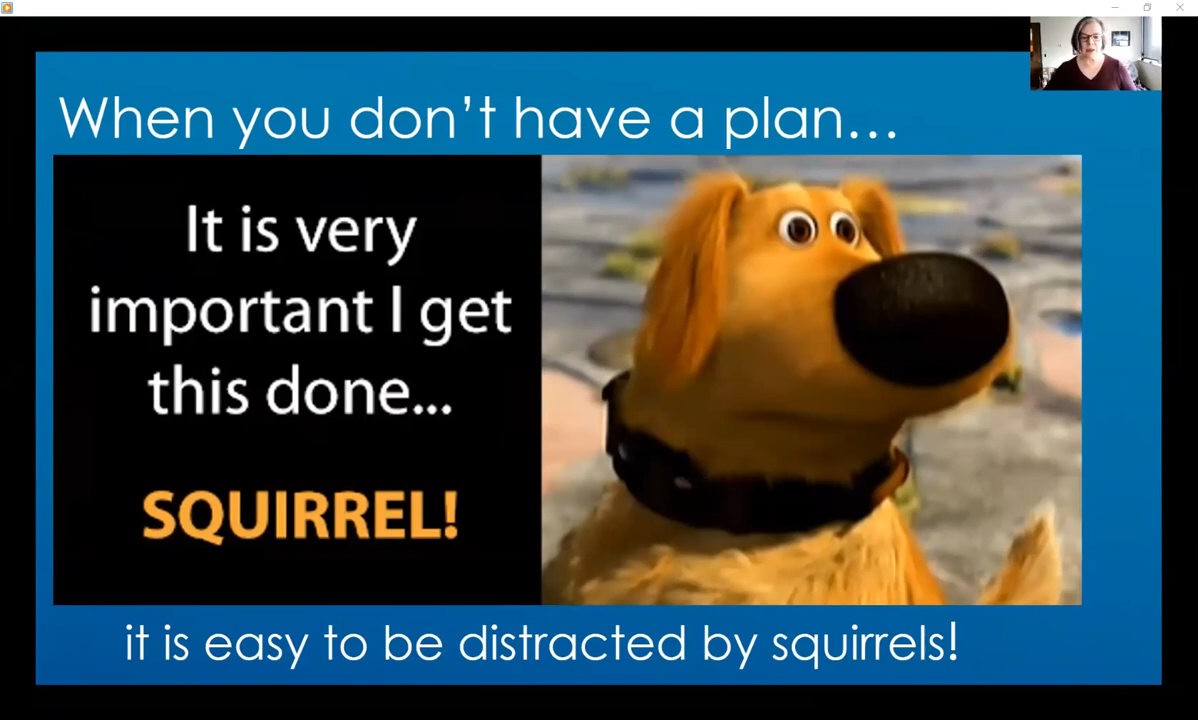 When you don't have a plan...
It is very
important I get
this done...
SQUIRREL!
it is easy to be distracted by squirrels!